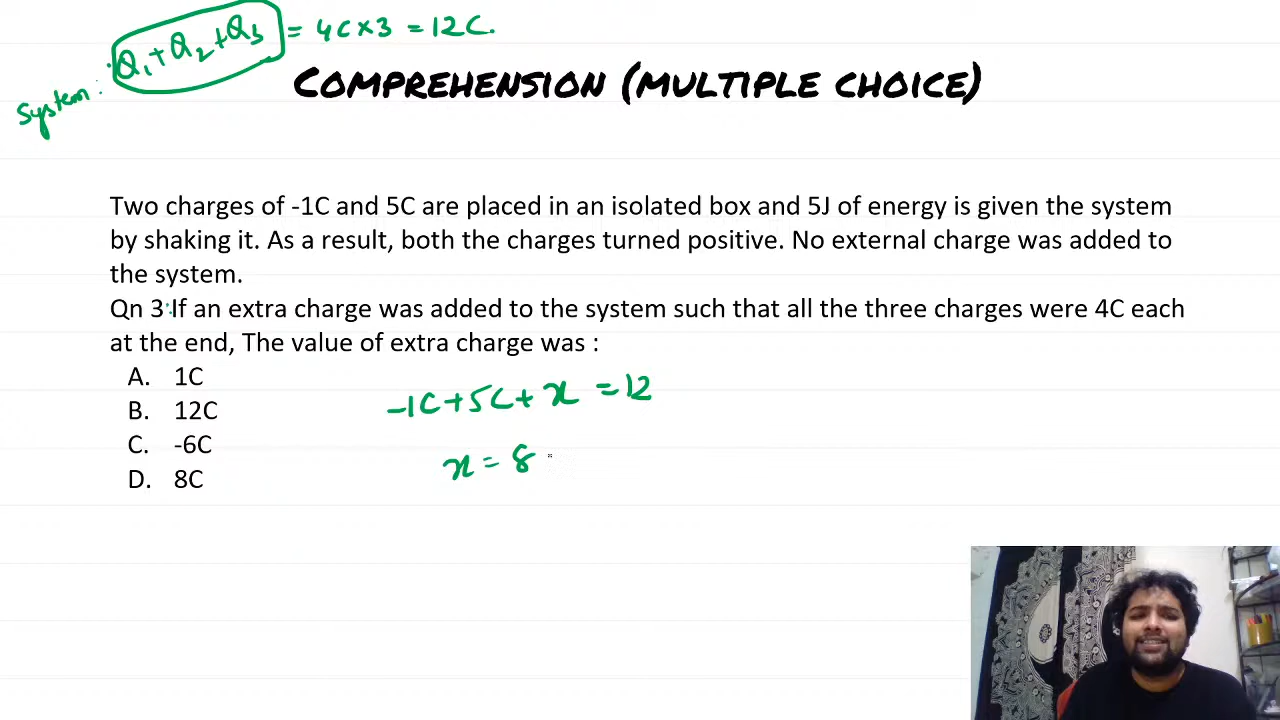 System : Q₁+Q₂+Q₃ = 4C×3 = 12C.
COMPREHENSION (MULTIPLE CHOICE)
Two charges of -1C and 5C are placed in an isolated box and 5J of energy is given the system
by shaking it. As a result, both the charges turned positive. No external charge was added to
the system.
Qn 3 : If an extra charge was added to the system such that all the three charges were 4C each
at the end, The value of extra charge was :
A. 1C
B. 12C
C. -6C
D. 8C
-1C+5C+x =12
x = 8